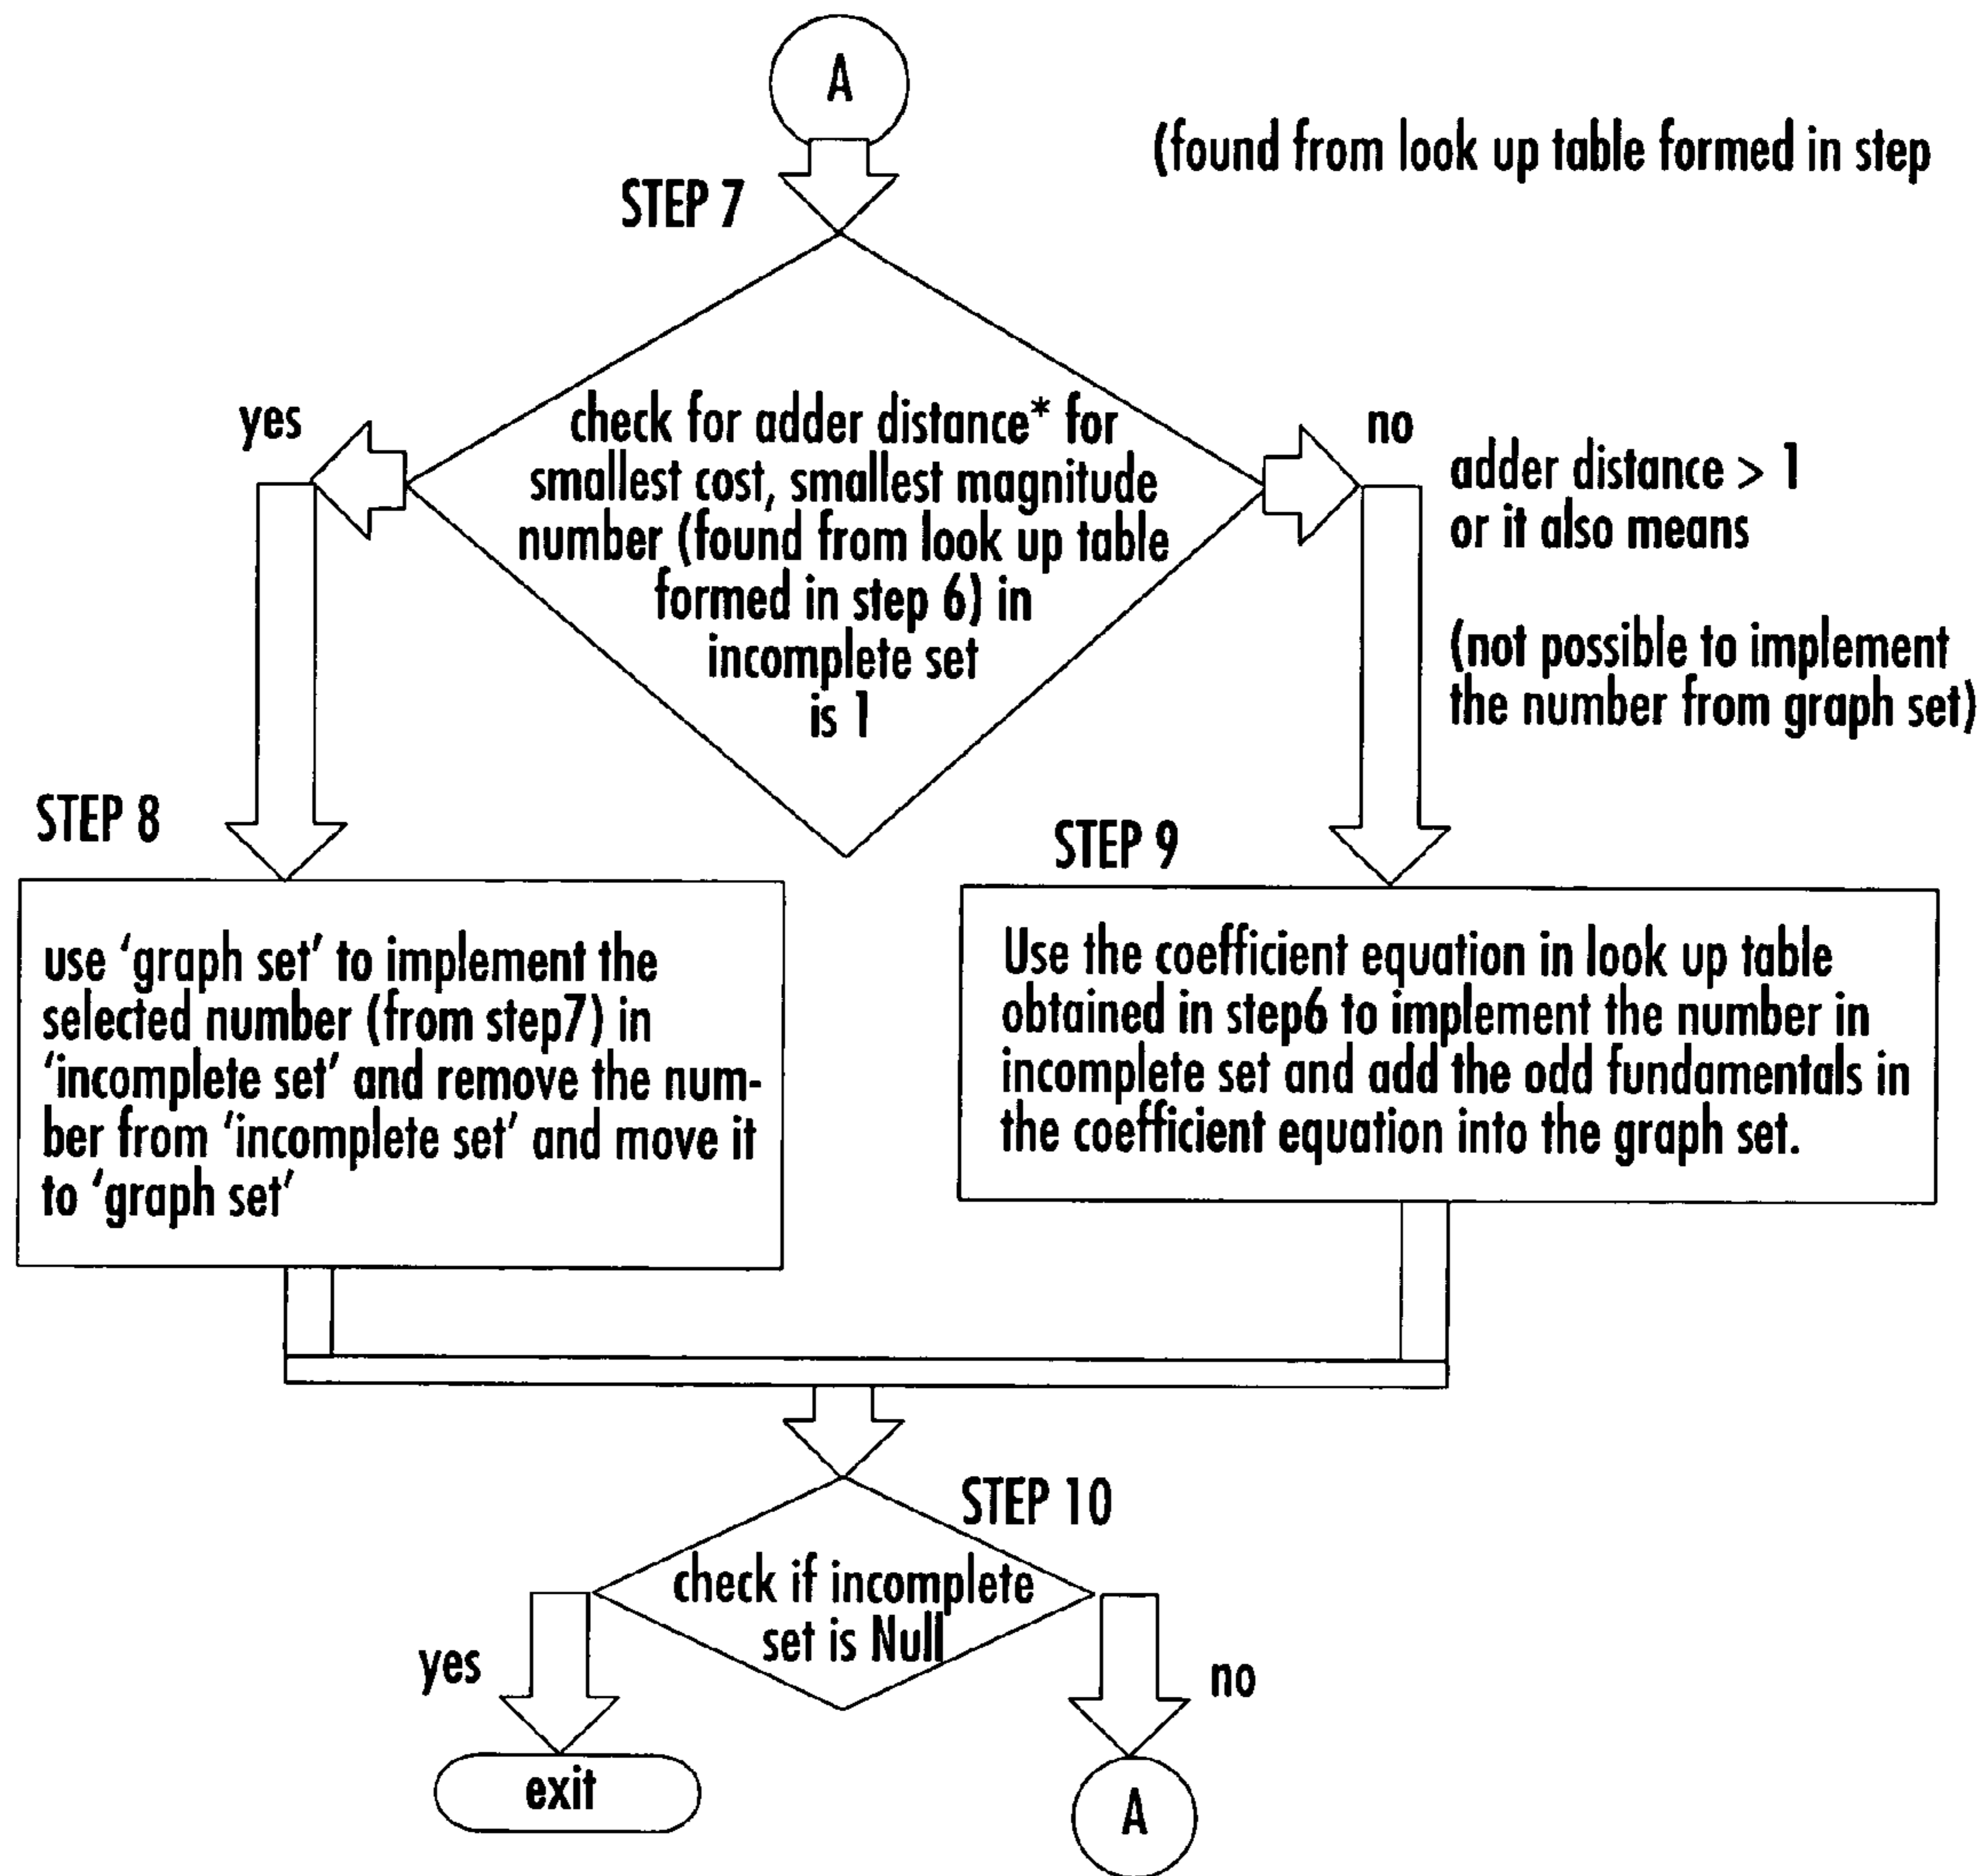 A
(found from look up table formed in step
STEP 7
check for adder distance* for
smallest cost, smallest magnitude
number (found from look up table
formed in step 6) in
incomplete set
is 1
yes
no
adder distance > 1
or it also means
(not possible to implement
the number from graph set)
STEP 8
use ‘graph set’ to implement the
selected number (from step7) in
‘incomplete set’ and remove the num-
ber from ‘incomplete set’ and move it
to ‘graph set’
STEP 9
Use the coefficient equation in look up table
obtained in step6 to implement the number in
incomplete set and add the odd fundamentals in
the coefficient equation into the graph set.
STEP 10
check if incomplete
set is Null
yes
no
exit
A